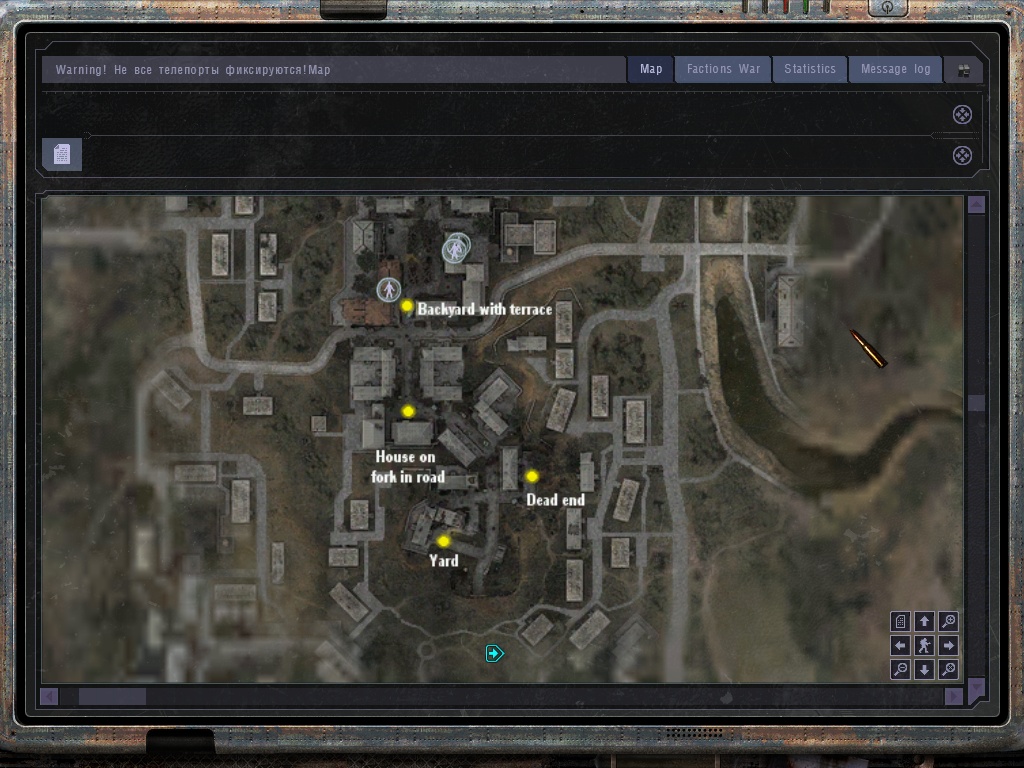 Warning! Не все телепорты фиксируются!Map
Map
Factions War
Statistics
Message log
Backyard with terrace
House on
fork in road
Dead end
Yard